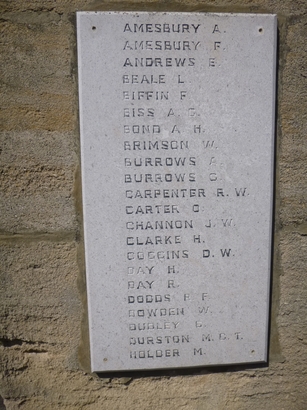 AMESBURY A.
AMESBURY F.
ANDREWS E.
BEALE L.
BIFFIN F.
BISS A. G.
BOND A. H.
BRIMSON W.
BURROWS A.
BURROWS G.
CARPENTER R. W.
CARTER C.
CHANNON J. W.
CLARKE H.
COGGINS D. W.
DAY H.
DAY R.
DODDS F. F.
DOWDEN W.
DUDLEY
DURSTON M. C. T.
HOLDER M.